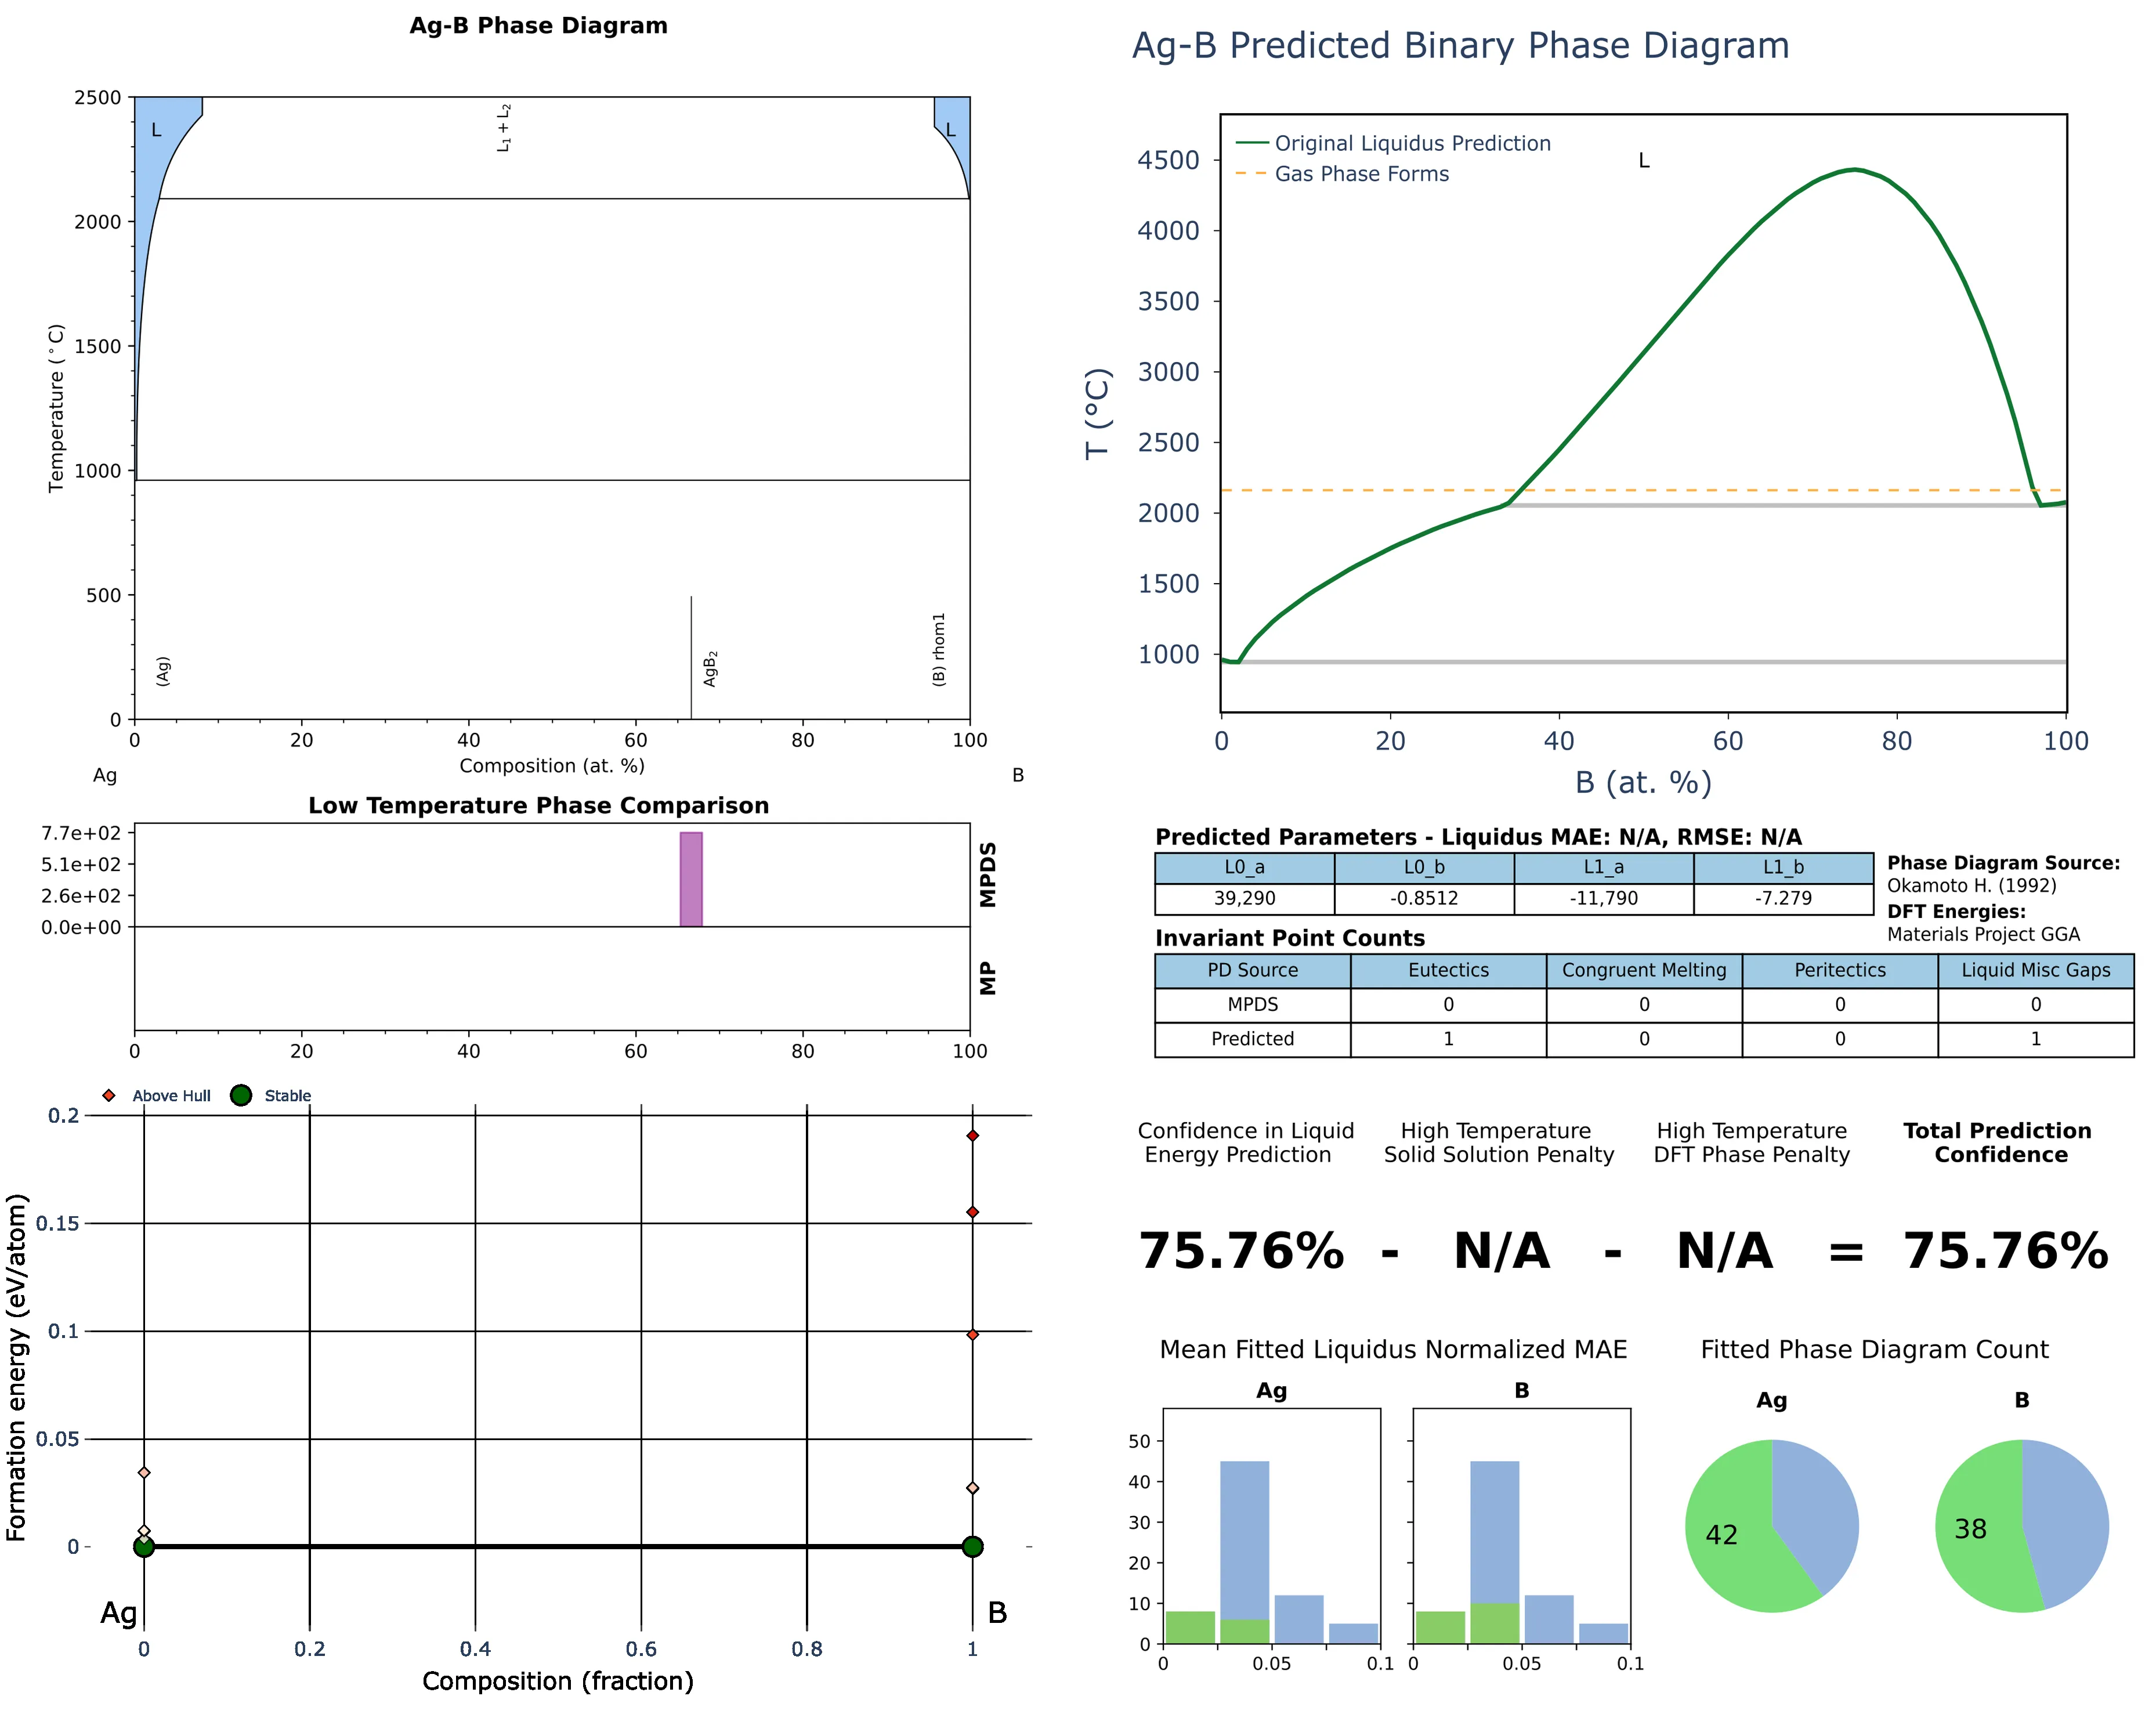 Ag-B Phase Diagram
2500
2000
1500
1000
500
0
Temperature (°C)
L
L₁ + L₂
L
(Ag)
AgB₂
(B) rhom1
0 20 40 60 80 100
Composition (at. %)
Ag B
Low Temperature Phase Comparison
7.7e+02
5.1e+02
2.6e+02
0.0e+00
MPDS
MP
0 20 40 60 80 100
Above Hull Stable
0.2
0.15
0.1
0.05
0
Formation energy (eV/atom)
Ag B
0 0.2 0.4 0.6 0.8 1
Composition (fraction)
Ag-B Predicted Binary Phase Diagram
Original Liquidus Prediction
Gas Phase Forms
L
4500
4000
3500
3000
2500
2000
1500
1000
T (°C)
0 20 40 60 80 100
B (at. %)
Predicted Parameters - Liquidus MAE: N/A, RMSE: N/A
L0_a L0_b L1_a L1_b
39,290 -0.8512 -11,790 -7.279
Phase Diagram Source:
Okamoto H. (1992)
DFT Energies:
Materials Project GGA
Invariant Point Counts
PD Source Eutectics Congruent Melting Peritectics Liquid Misc Gaps
MPDS 0 0 0 0
Predicted 1 0 0 1
Confidence in Liquid
Energy Prediction
High Temperature
Solid Solution Penalty
High Temperature
DFT Phase Penalty
Total Prediction
Confidence
75.76% - N/A - N/A = 75.76%
Mean Fitted Liquidus Normalized MAE
Ag B
50
40
30
20
10
0
0 0.05 0.1 0 0.05 0.1
Fitted Phase Diagram Count
Ag B
42 38